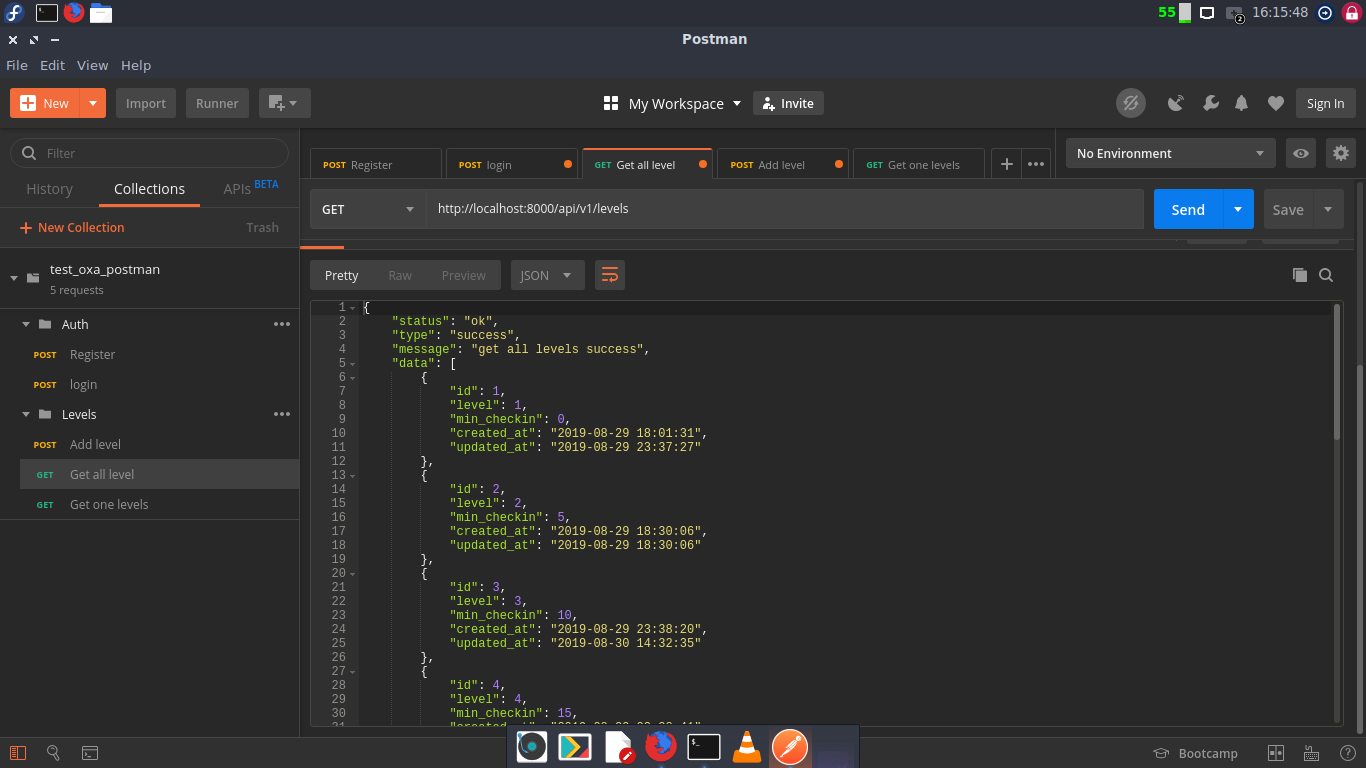 55
2
16:15:48
Postman
File Edit View Help
New Import Runner
My Workspace Invite Sign In
Filter
History Collections APIs BETA
New Collection Trash
test_oxa_postman
5 requests
Auth
POST Register
POST login
Levels
POST Add level
GET Get all level
GET Get one levels
POST Register POST login GET Get all level POST Add level GET Get one levels
No Environment
GET http://localhost:8000/api/v1/levels Send Save
Pretty Raw Preview JSON
1 {
2 "status": "ok",
3 "type": "success",
4 "message": "get all levels success",
5 "data": [
6 {
7 "id": 1,
8 "level": 1,
9 "min_checkin": 0,
10 "created_at": "2019-08-29 18:01:31",
11 "updated_at": "2019-08-29 23:37:27"
12 },
13 {
14 "id": 2,
15 "level": 2,
16 "min_checkin": 5,
17 "created_at": "2019-08-29 18:30:06",
18 "updated_at": "2019-08-29 18:30:06"
19 },
20 {
21 "id": 3,
22 "level": 3,
23 "min_checkin": 10,
24 "created_at": "2019-08-29 23:38:20",
25 "updated_at": "2019-08-30 14:32:35"
26 },
27 {
28 "id": 4,
29 "level": 4,
30 "min_checkin": 15,
Bootcamp